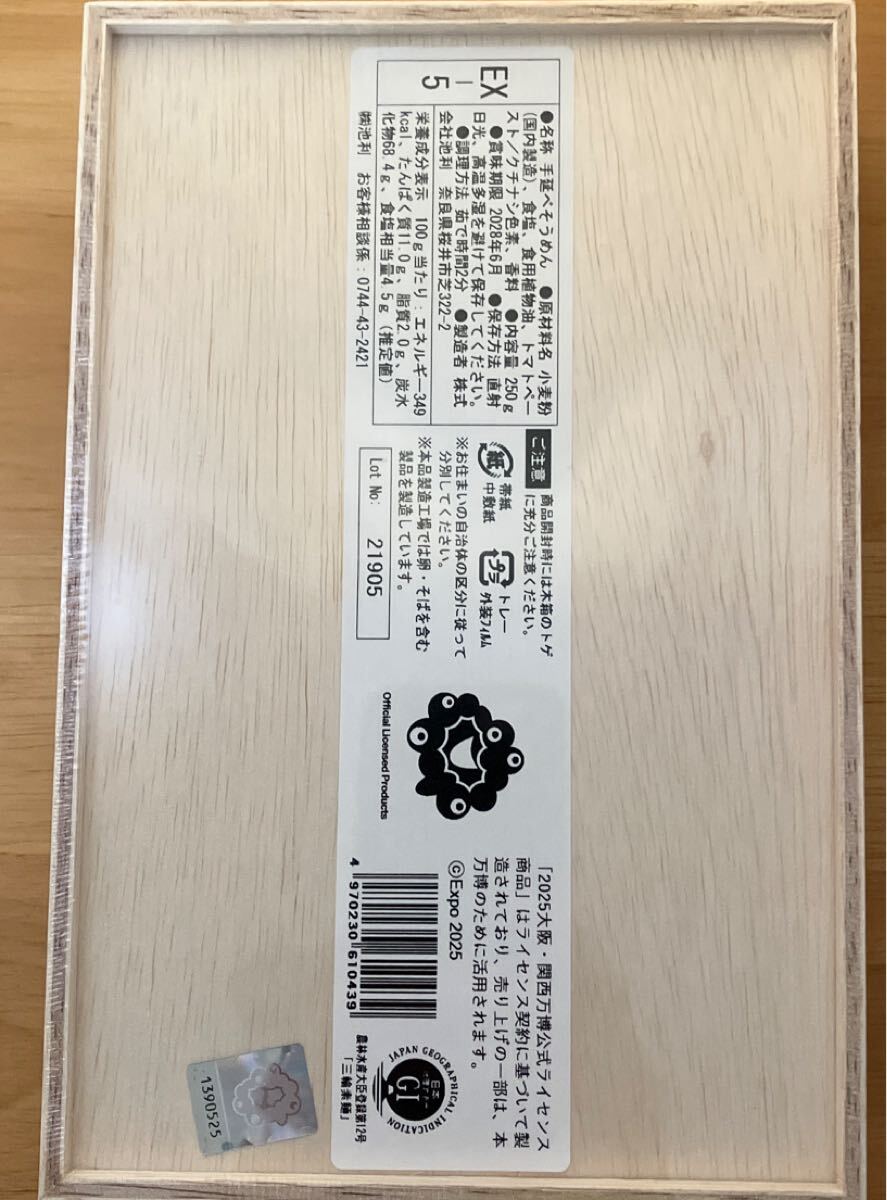 EX
-
5
●名称 手延べそうめん ●原材料名 小麦粉
(国内製造)、食塩、食用植物油、トマトペー
スト/クチナシ色素、香料 ●内容量 250g
●賞味期限 2028年6月 ●保存方法 直射
日光、高温多湿を避けて保存してください。
●調理方法 茹で時間2分 ●製造者 株式
会社池利 奈良県桜井市芝322-2
栄養成分表示 100g当たり:エネルギー349
kcal、たんぱく質11.0g、脂質2.0g、炭水
化物68.4g、食塩相当量4.5g(推定値)
㈱池利 お客様相談係:0744-43-2421
ご注意
商品開封時には木箱のトゲ
に充分ご注意ください。
紙
帯紙
中敷紙
プラ
トレー
外装フィルム
※お住まいの自治体の区分に従って
分別してください。
※本品製造工場では卵・そばを含む
製品を製造しています。
Lot No: 21905
Official Licensed Products
「2025大阪・関西万博公式ライセンス
商品」はライセンス契約に基づいて製
造されており、売り上げの一部は、本
万博のために活用されます。
©Expo 2025
4 970230 610439
JAPAN GEOGRAPHICAL INDICATION
日本
地理的表示
GI
農林水産大臣登録第12号
「三輪素麺」
1390525